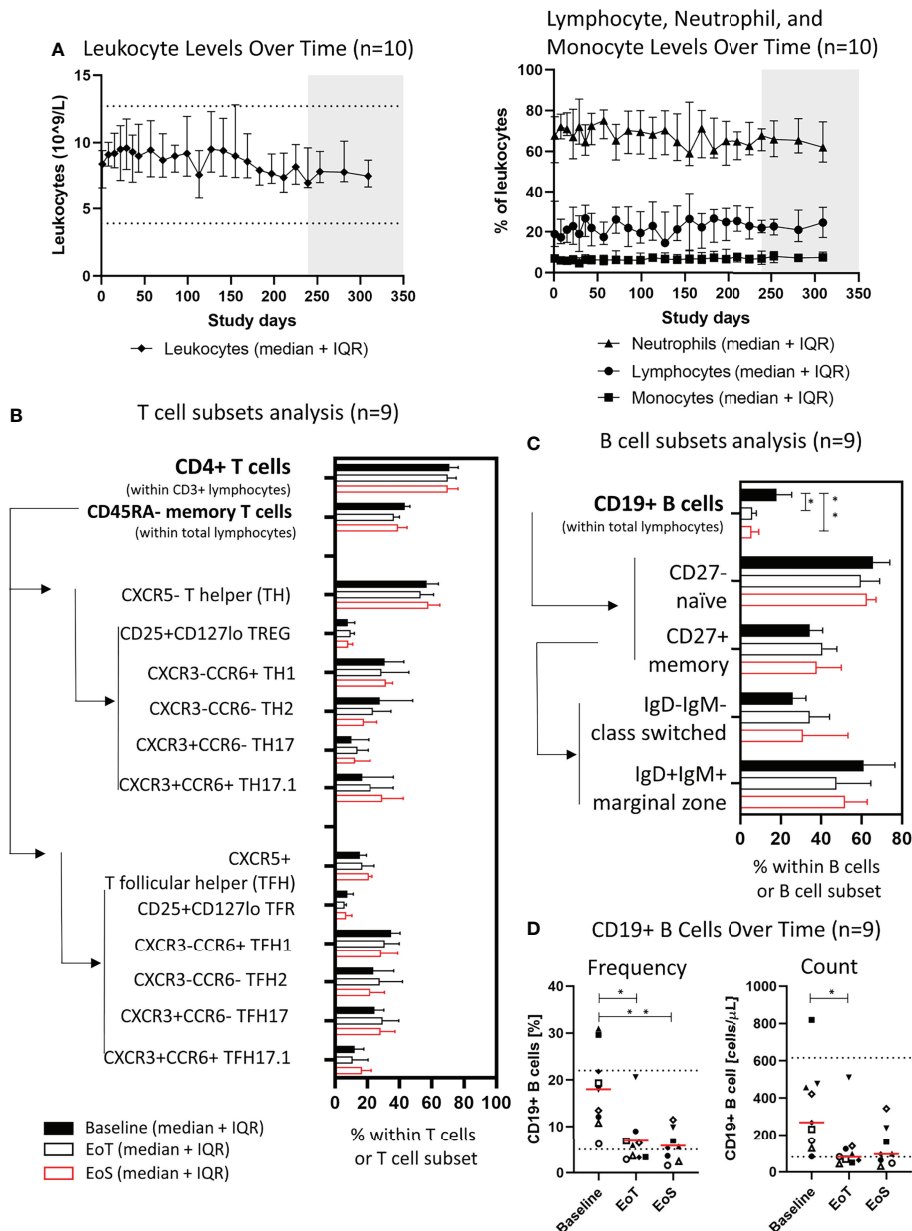 A Leukocyte Levels Over Time (n=10)
15
10
5
0
Leukocytes (10^9/L)
0 50 100 150 200 250 300 350
Study days
Leukocytes (median + IQR)
Lymphocyte, Neutrophil, and
Monocyte Levels Over Time (n=10)
100
80
60
40
20
0
% of leukocytes
0 50 100 150 200 250 300 350
Study days
Neutrophils (median + IQR)
Lymphocytes (median + IQR)
Monocytes (median + IQR)
B T cell subsets analysis (n=9)
CD4+ T cells
(within CD3+ lymphocytes)
CD45RA- memory T cells
(within total lymphocytes)
CXCR5- T helper (TH)
CD25+CD127lo TREG
CXCR3-CCR6+ TH1
CXCR3-CCR6- TH2
CXCR3+CCR6- TH17
CXCR3+CCR6+ TH17.1
CXCR5+
T follicular helper (TFH)
CD25+CD127lo TFR
CXCR3-CCR6+ TFH1
CXCR3-CCR6- TFH2
CXCR3+CCR6- TFH17
CXCR3+CCR6+ TFH17.1
0 20 40 60 80 100
% within T cells
or T cell subset
Baseline (median + IQR)
EoT (median + IQR)
EoS (median + IQR)
C B cell subsets analysis (n=9)
CD19+ B cells
(within total lymphocytes)
*
* *
CD27-
naïve
CD27+
memory
IgD-IgM-
class switched
IgD+IgM+
marginal zone
0 20 40 60 80
% within B cells
or B cell subset
D CD19+ B Cells Over Time (n=9)
Frequency
*
* *
40
30
20
10
0
CD19+ B cells [%]
Baseline EoT EoS
Count
*
1000
800
600
400
200
0
CD19+ B cell [cells/µL]
Baseline EoT EoS